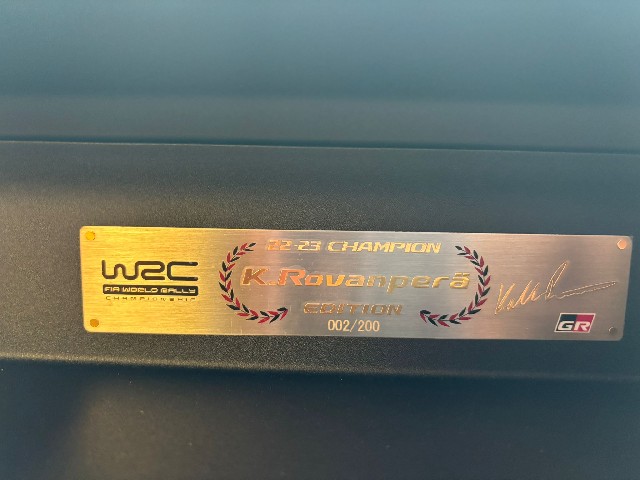 WRC
FIA WORLD RALLY
CHAMPIONSHIP
22-23 CHAMPION
K.Rovanperä
EDITION
002/200
GR